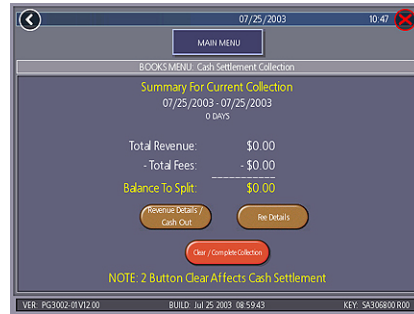 07/25/2003 10:47
MAIN MENU
BOOKS MENU: Cash Settlement Collection
Summary For Current Collection
07/25/2003 - 07/25/2003
0 DAYS
Total Revenue: $0.00
- Total Fees: - $0.00
Balance To Split: $0.00
Revenue Details /
Cash Out
Fee Details
Clear / Complete Collection
NOTE: 2 Button Clear Affects Cash Settlement
VER: PG3002-01V12.00 BUILD: Jul 25 2003 08:59:43 KEY: SA306800 R00